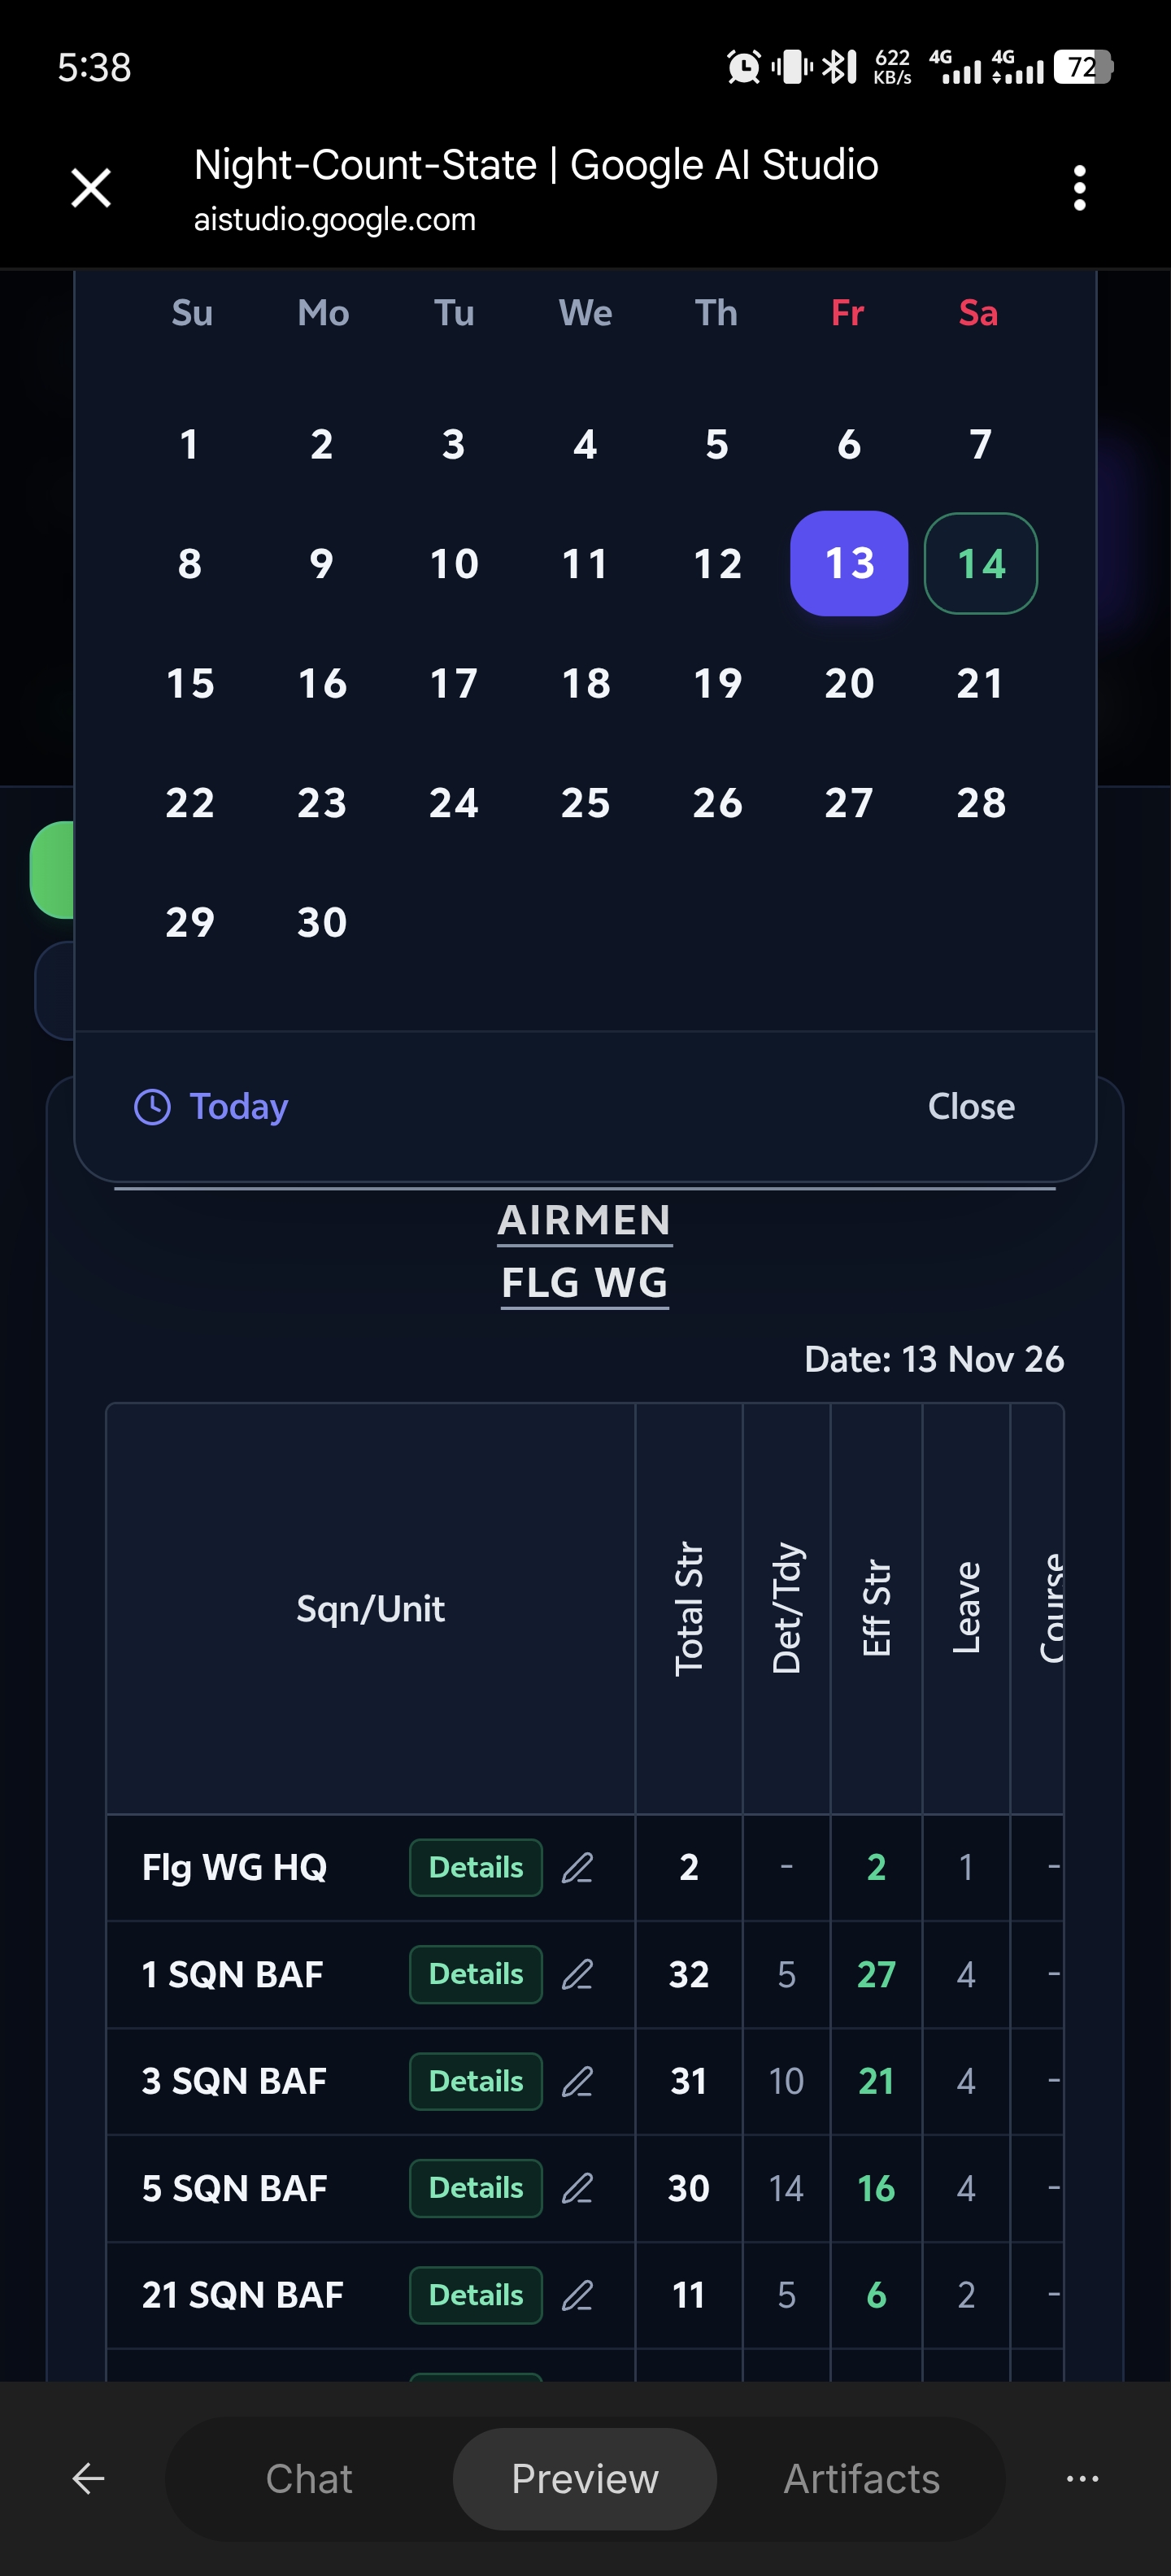 5:38
622
KB/s
4G
4G
72
Night-Count-State | Google AI Studio
aistudio.google.com
Su Mo Tu We Th Fr Sa
1 2 3 4 5 6 7
8 9 10 11 12 13 14
15 16 17 18 19 20 21
22 23 24 25 26 27 28
29 30
Today Close
AIRMEN
FLG WG
Date: 13 Nov 26
Sqn/Unit Total Str Det/Tdy Eff Str Leave Course
Flg WG HQ Details 2 - 2 1 -
1 SQN BAF Details 32 5 27 4 -
3 SQN BAF Details 31 10 21 4 -
5 SQN BAF Details 30 14 16 4 -
21 SQN BAF Details 11 5 6 2 -
Chat Preview Artifacts